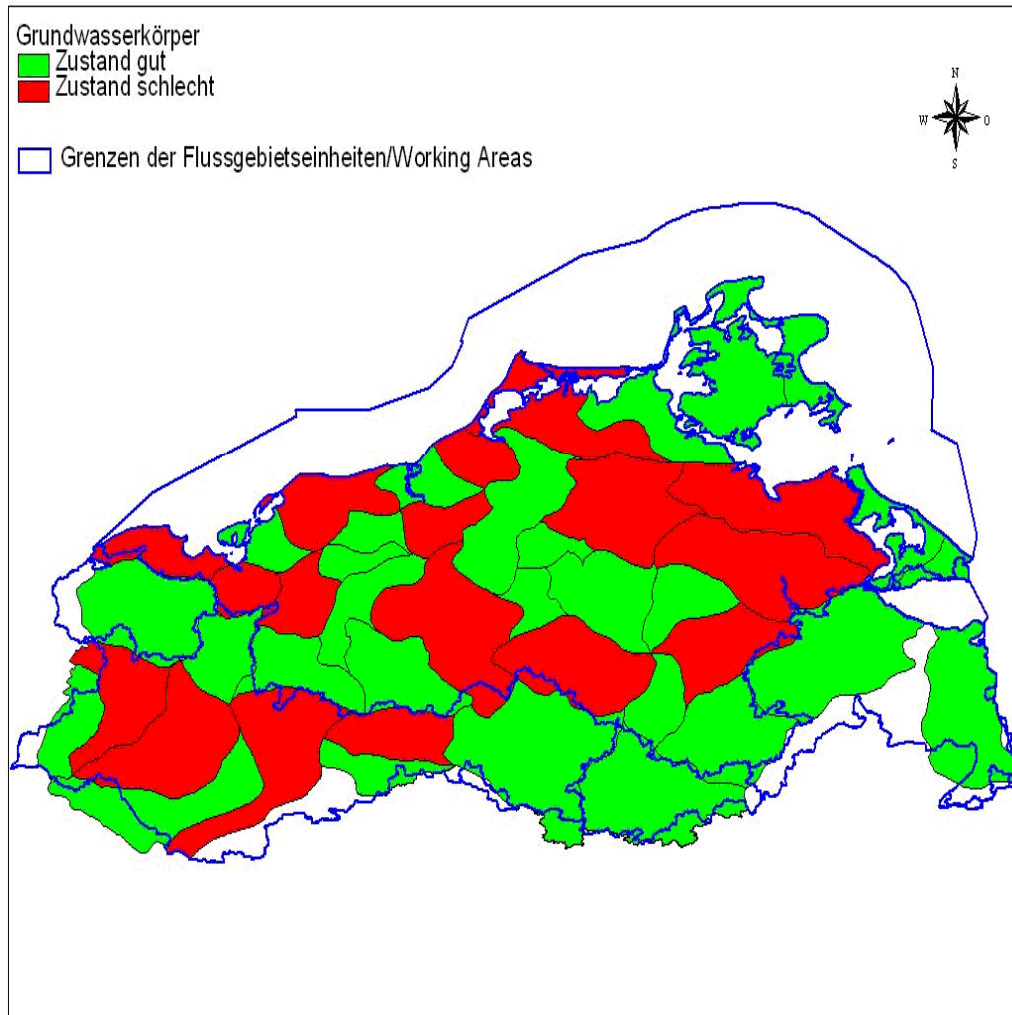 Grundwasserkörper
Zustand gut
Zustand schlecht
Grenzen der Flussgebietseinheiten/Working Areas
N
W O
S